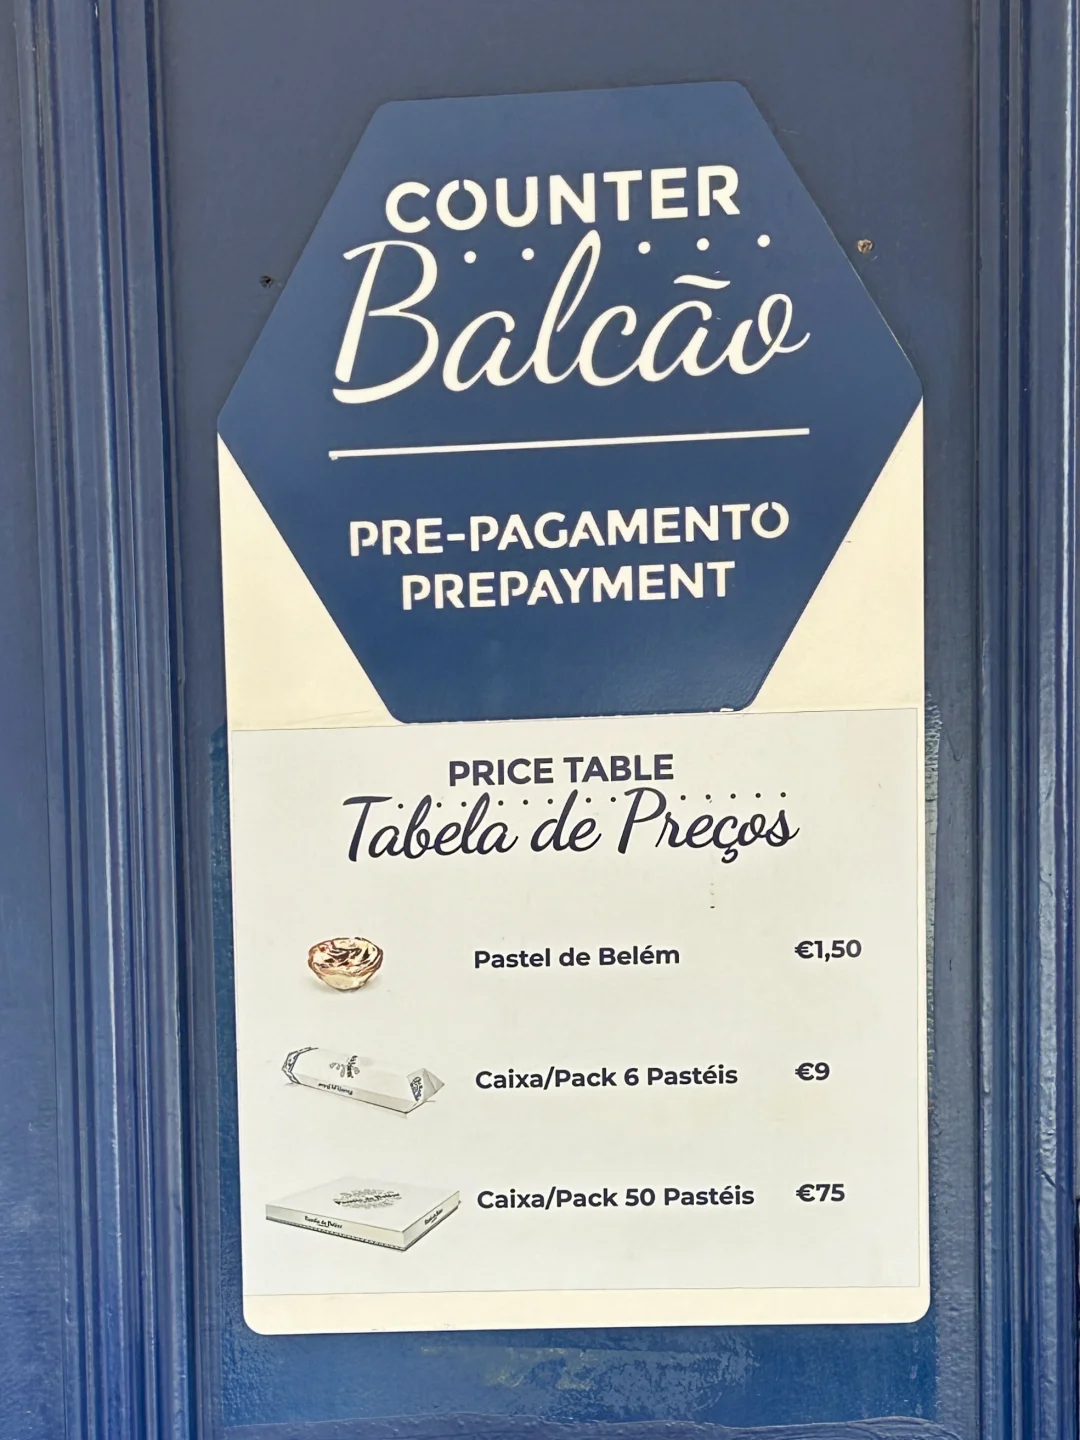 COUNTER
Balcão
PRE-PAGAMENTO
PREPAYMENT
PRICE TABLE
Tabela de Preços
Pastel de Belém €1,50
Caixa/Pack 6 Pastéis €9
Caixa/Pack 50 Pastéis €75